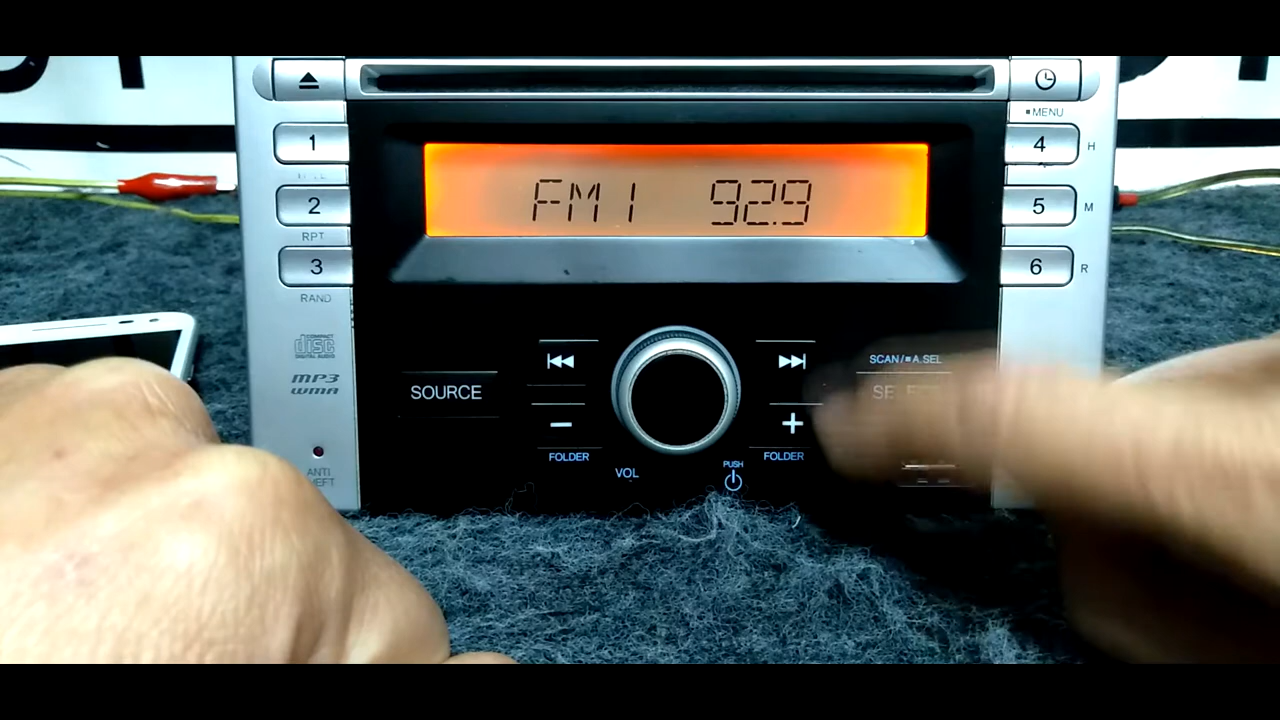 MENU
1
4
H
FM1 92.9
2
5
M
RPT
3
6
R
RAND
COMPACT
disc
DIGITAL AUDIO
SCAN/ A.SEL
MP3
WMA
SOURCE
FOLDER
FOLDER
VOL
PUSH
ANTI